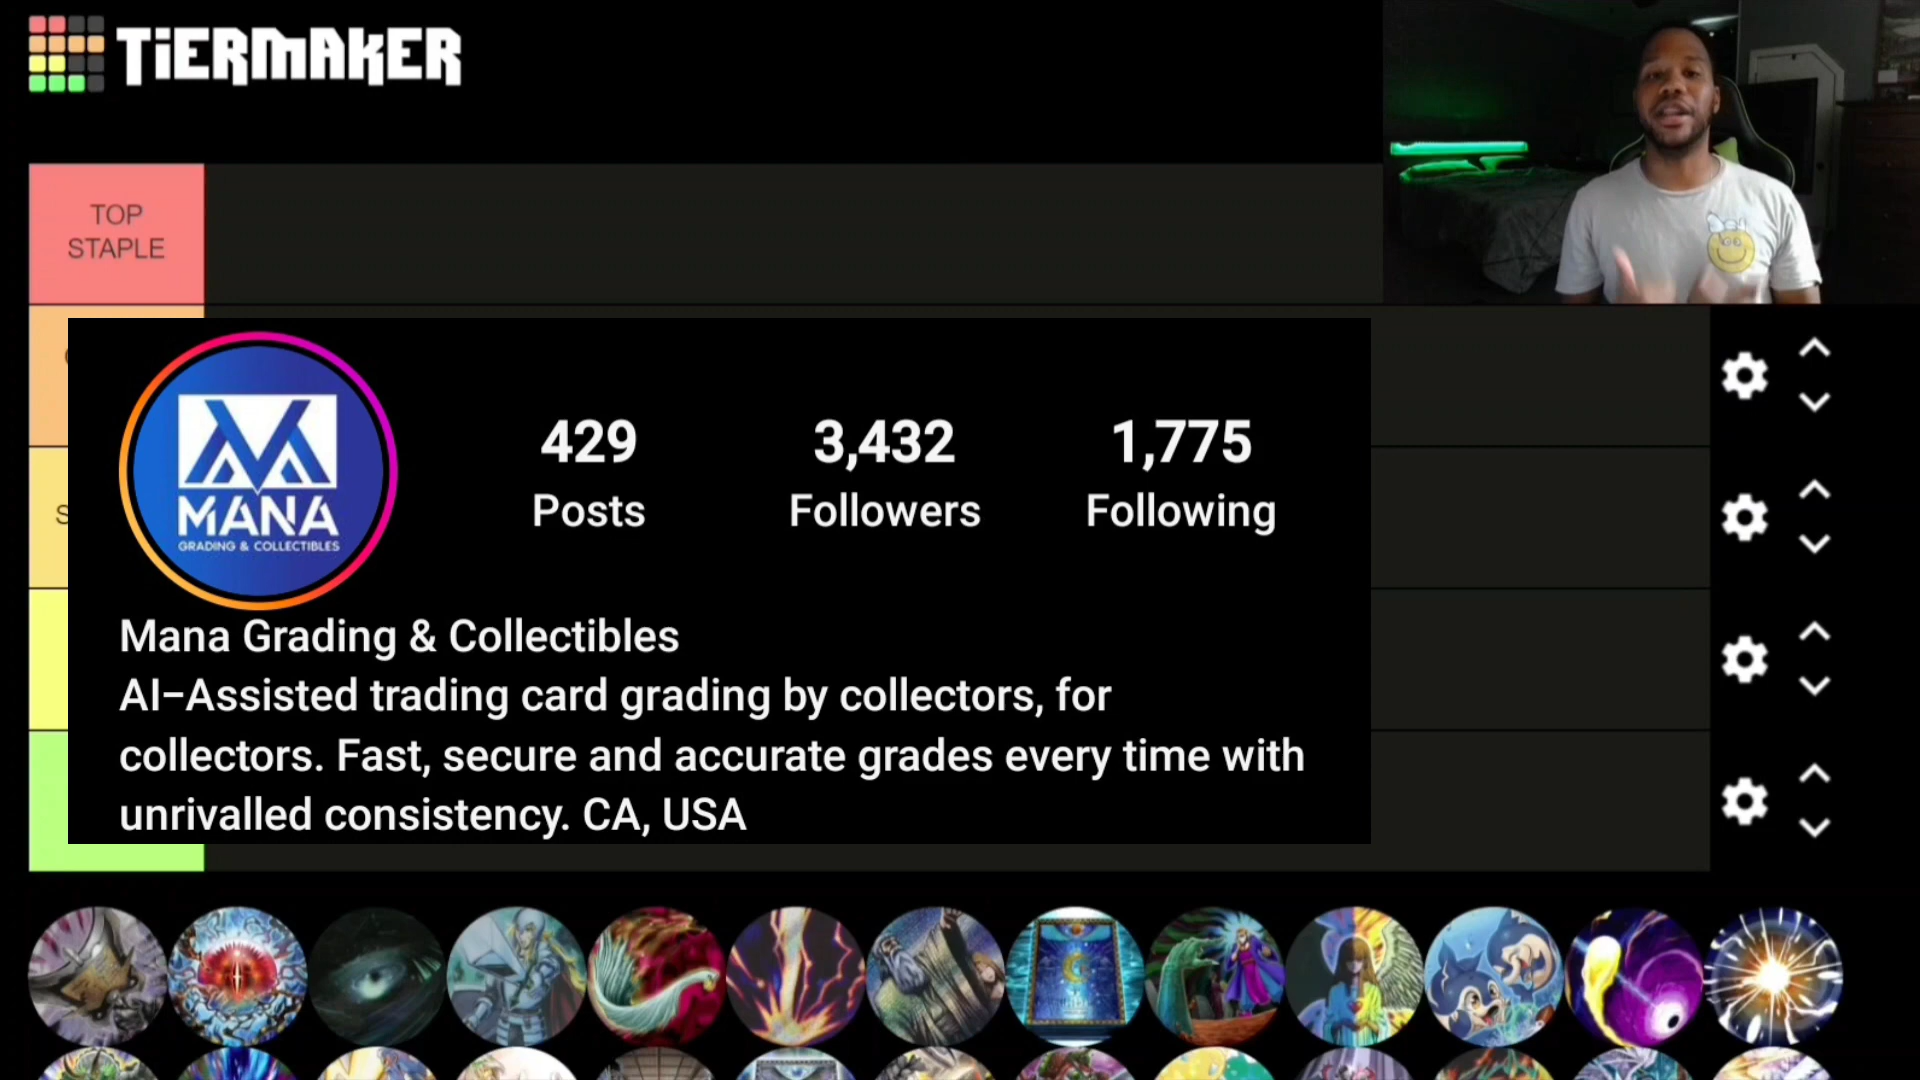 TiERMAKER
TOP
STAPLE
MANA
GRADING & COLLECTIBLES
429
Posts
3,432
Followers
1,775
Following
Mana Grading & Collectibles
AI-Assisted trading card grading by collectors, for
collectors. Fast, secure and accurate grades every time with
unrivalled consistency. CA, USA